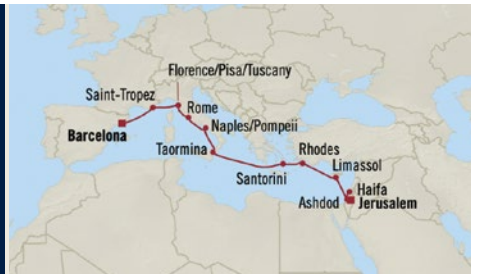 Florence/Pisa/Tuscany
Saint-Tropez
Rome
Barcelona
Naples/Pompeii
Taormina
Rhodes
Santorini
Limassol
Haifa
Ashdod
Jerusalem